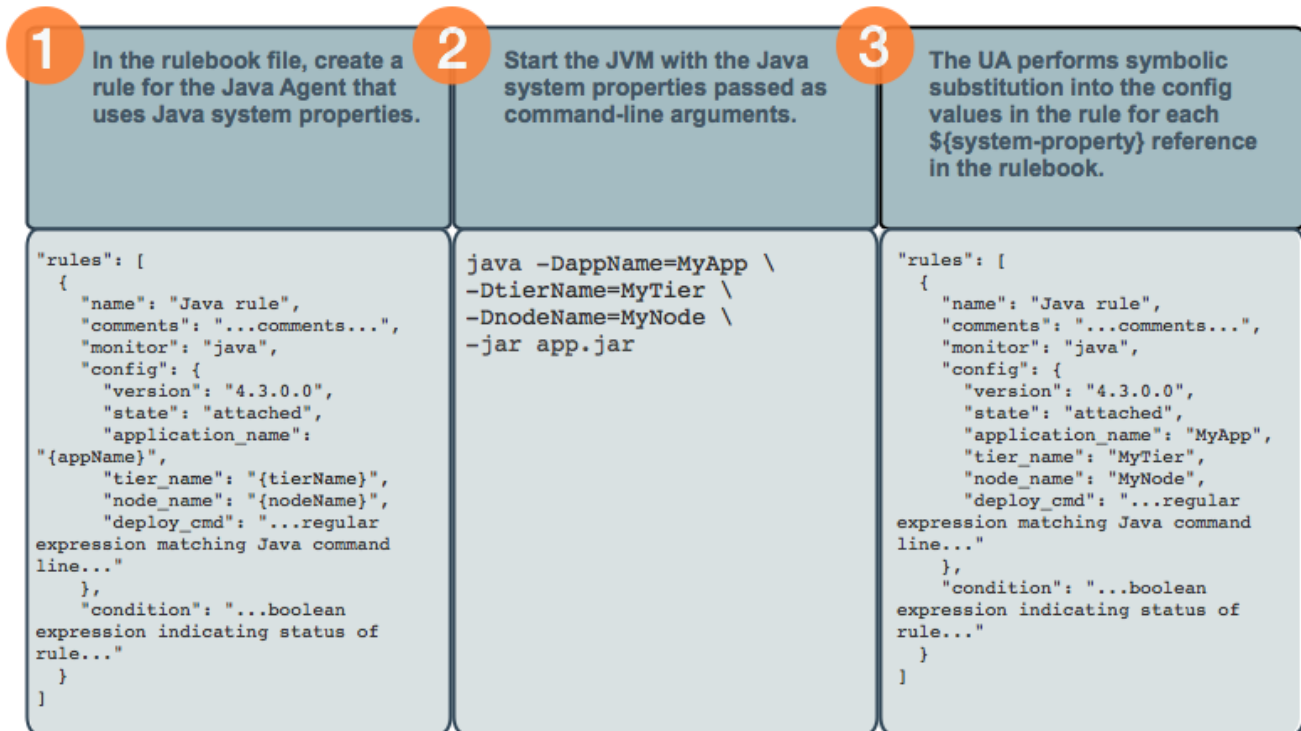 1
In the rulebook file, create a
rule for the Java Agent that
uses Java system properties.
"rules": [
  {
    "name": "Java rule",
    "comments": "...comments...",
    "monitor": "java",
    "config": {
      "version": "4.3.0.0",
      "state": "attached",
      "application_name":
"{appName}",
      "tier_name": "{tierName}",
      "node_name": "{nodeName}",
      "deploy_cmd": "...regular
expression matching Java command
line..."
    },
    "condition": "...boolean
expression indicating status of
rule..."
  }
]
2
Start the JVM with the Java
system properties passed as
command-line arguments.
java -DappName=MyApp \
-DtierName=MyTier \
-DnodeName=MyNode \
-jar app.jar
3
The UA performs symbolic
substitution into the config
values in the rule for each
${system-property} reference
in the rulebook.
"rules": [
  {
    "name": "Java rule",
    "comments": "...comments...",
    "monitor": "java",
    "config": {
      "version": "4.3.0.0",
      "state": "attached",
      "application_name": "MyApp",
      "tier_name": "MyTier",
      "node_name": "MyNode",
      "deploy_cmd": "...regular
expression matching Java command
line..."
    },
    "condition": "...boolean
expression indicating status of
rule..."
  }
]